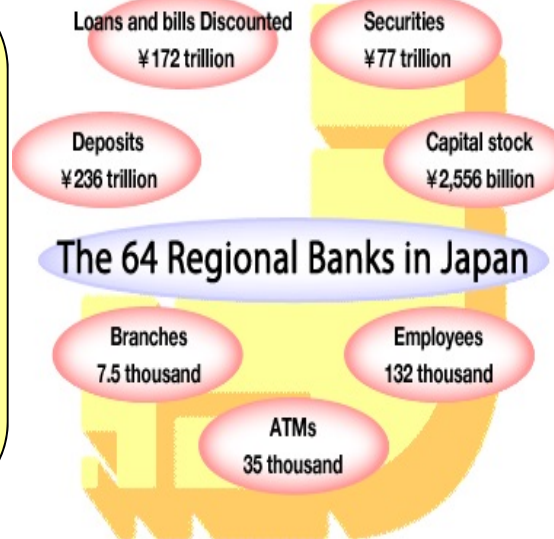 Loans and bills Discounted
¥172 trillion
Securities
¥77 trillion
Deposits
¥236 trillion
Capital stock
¥2,556 billion
The 64 Regional Banks in Japan
Branches
7.5 thousand
Employees
132 thousand
ATMs
35 thousand